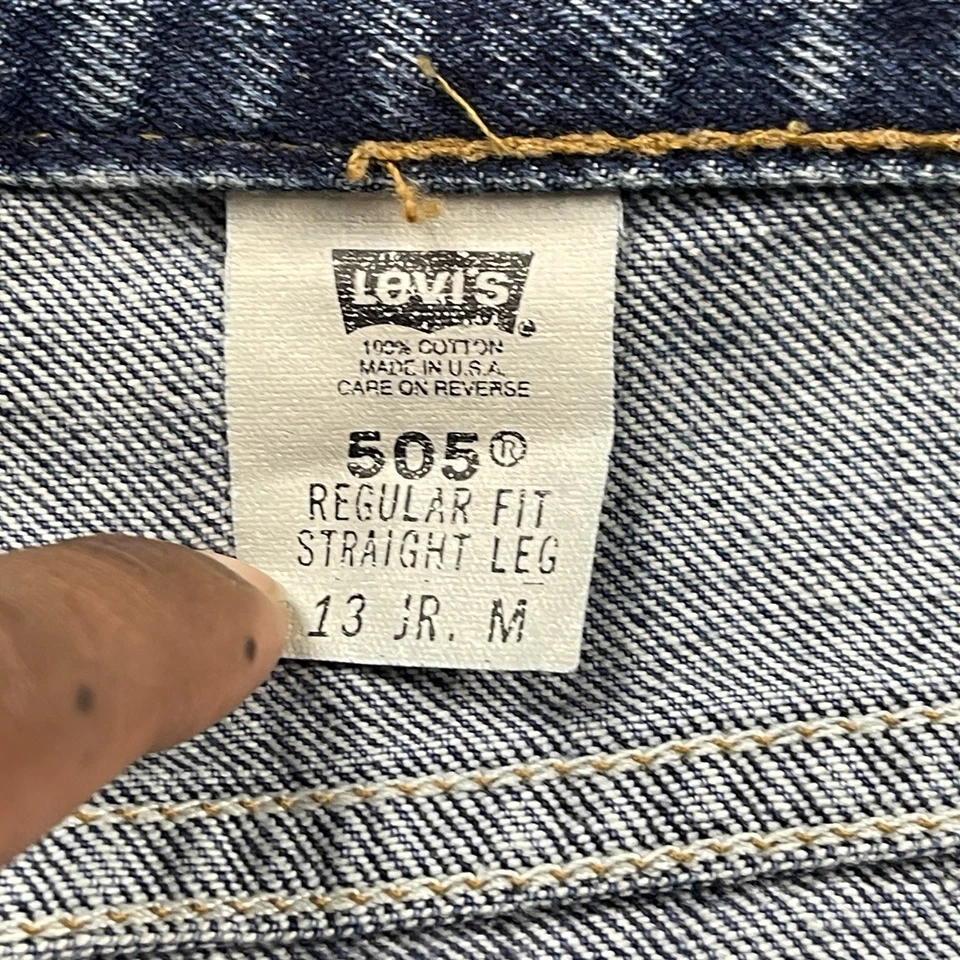 LEVI'S ®
100% COTTON
MADE IN U.S.A.
CARE ON REVERSE
505®
REGULAR FIT
STRAIGHT LEG
13 JR. M